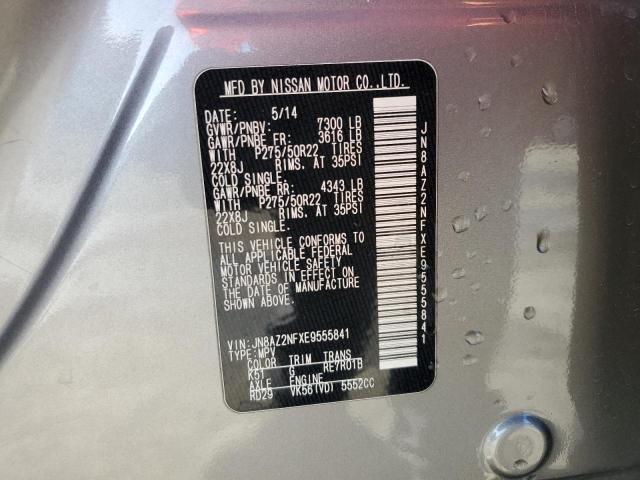 MFD BY NISSAN MOTOR CO.,LTD.
DATE: 5/14
GVWR/PNBV: 7300 LB
GAWR/PNBE FR: 3616 LB
WITH P275/50R22 TIRES
22X8J RIMS. AT 35PSI
COLD SINGLE.
GAWR/PNBE RR: 4343 LB
WITH P275/50R22 TIRES
22X8J RIMS. AT 35PSI
COLD SINGLE.
THIS VEHICLE CONFORMS TO
ALL APPLICABLE FEDERAL
MOTOR VEHICLE SAFETY
STANDARDS IN EFFECT ON
THE DATE OF MANUFACTURE
SHOWN ABOVE.
VIN: JN8AZ2NFXE9555841
TYPE: MPV
COLOR TRIM TRANS
K51 G RE7R01B
AXLE ENGINE
RD29 VK56(VD) 5552CC
JN8AZ2NFXE9555841